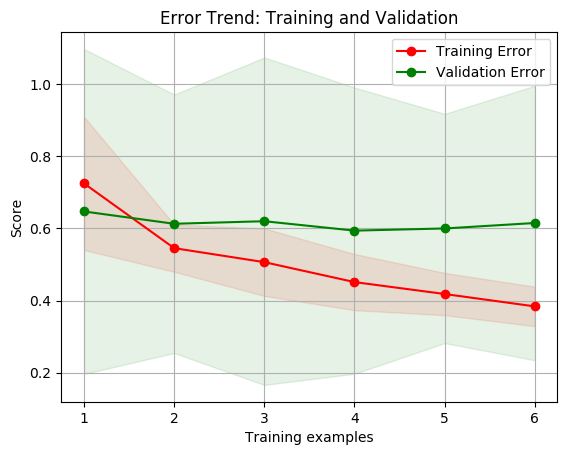 Error Trend: Training and Validation
Training Error
Validation Error
Score
1.0
0.8
0.6
0.4
0.2
1 2 3 4 5 6
Training examples